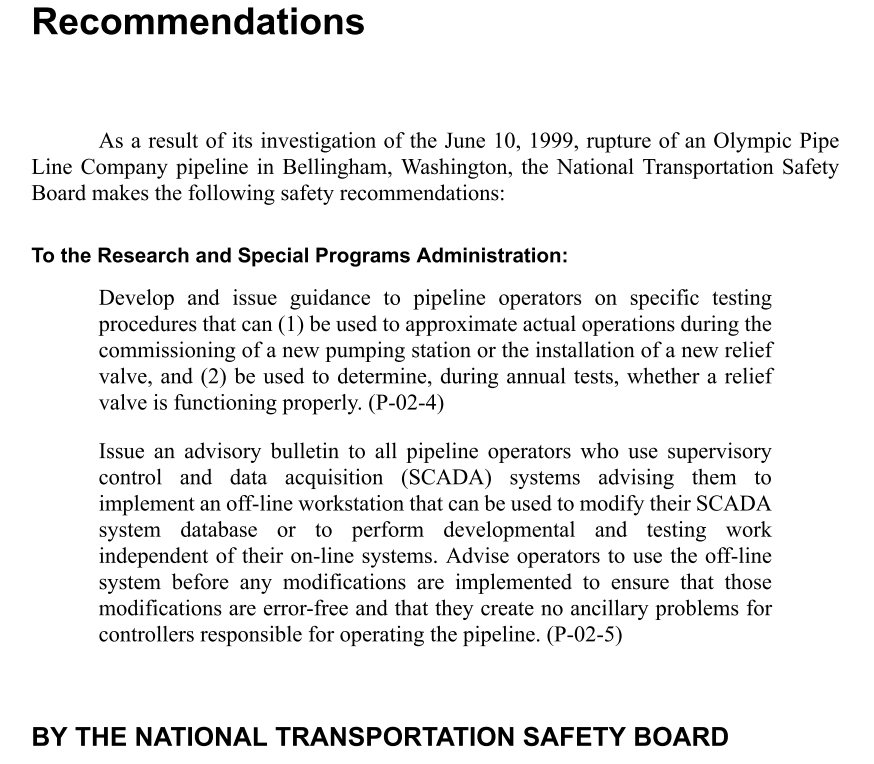 Recommendations
As a result of its investigation of the June 10, 1999, rupture of an Olympic Pipe
Line Company pipeline in Bellingham, Washington, the National Transportation Safety
Board makes the following safety recommendations:
To the Research and Special Programs Administration:
Develop and issue guidance to pipeline operators on specific testing
procedures that can (1) be used to approximate actual operations during the
commissioning of a new pumping station or the installation of a new relief
valve, and (2) be used to determine, during annual tests, whether a relief
valve is functioning properly. (P-02-4)
Issue an advisory bulletin to all pipeline operators who use supervisory
control and data acquisition (SCADA) systems advising them to
implement an off-line workstation that can be used to modify their SCADA
system database or to perform developmental and testing work
independent of their on-line systems. Advise operators to use the off-line
system before any modifications are implemented to ensure that those
modifications are error-free and that they create no ancillary problems for
controllers responsible for operating the pipeline. (P-02-5)
BY THE NATIONAL TRANSPORTATION SAFETY BOARD